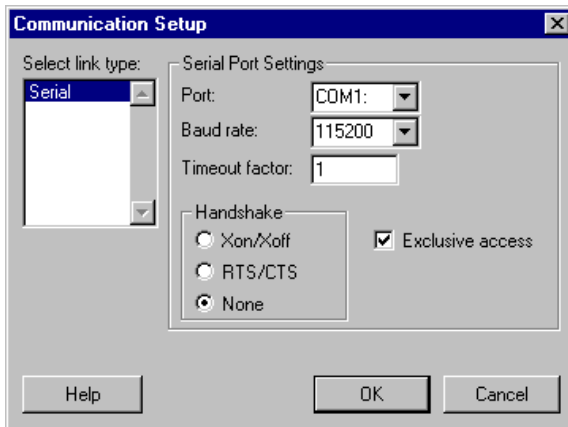 Communication Setup
Select link type:
Serial
Serial Port Settings
Port:
COM1:
Baud rate:
115200
Timeout factor:
1
Handshake
Xon/Xoff
RTS/CTS
None
Exclusive access
Help
OK
Cancel